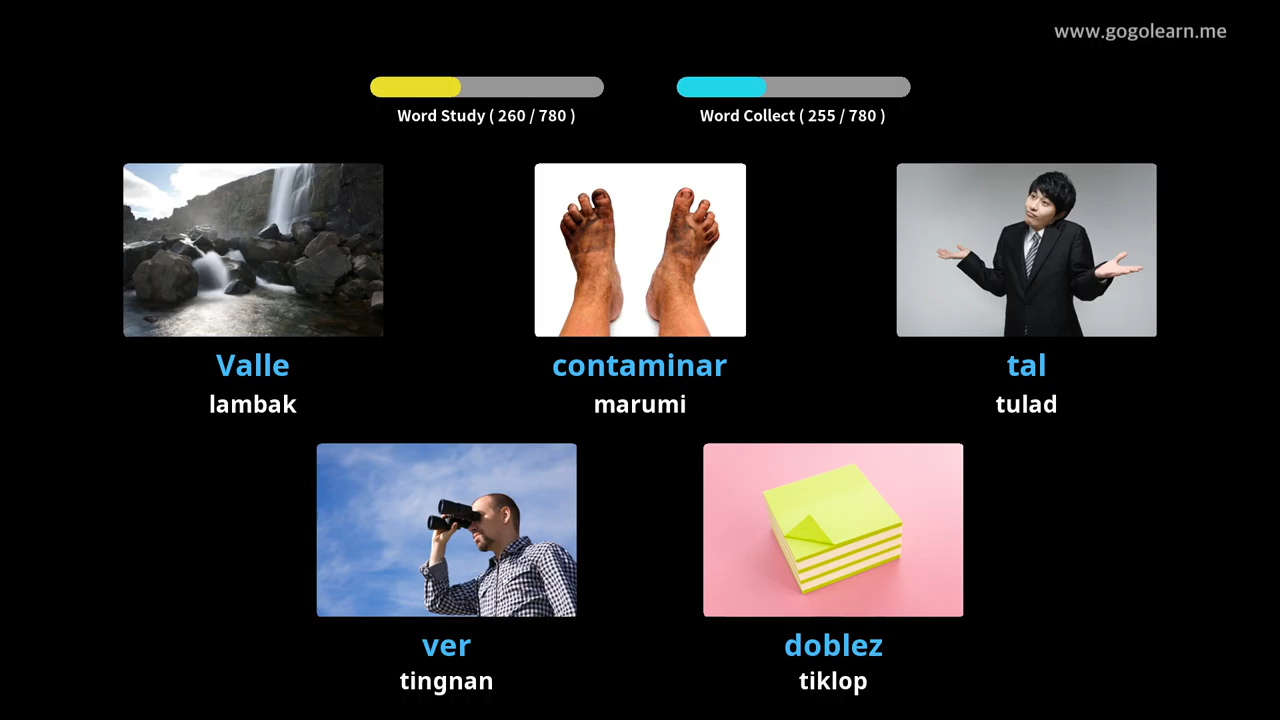 www.gogolearn.me
Word Study ( 260 / 780 )
Word Collect ( 255 / 780 )
Valle
lambak
contaminar
marumi
tal
tulad
ver
tingnan
doblez
tiklop